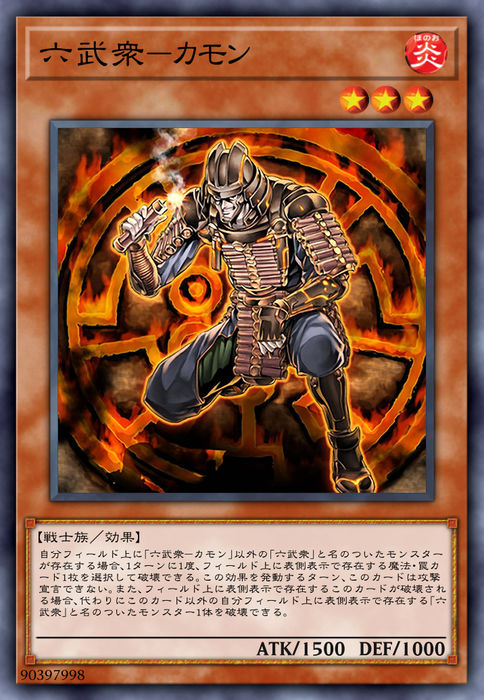 六武衆－カモン
ほのお
炎
【戦士族／効果】
自分フィールド上に「六武衆－カモン」以外の「六武衆」と名のついたモンスター
が存在する場合、1ターンに1度、フィールド上に表側表示で存在する魔法・罠カ
ード1枚を選択して破壊できる。この効果を発動するターン、このカードは攻撃
宣言できない。また、フィールド上に表側表示で存在するこのカードが破壊され
る場合、代わりにこのカード以外の自分フィールド上に表側表示で存在する「六
武衆」と名のついたモンスター1体を破壊できる。
ATK/1500 DEF/1000
90397998